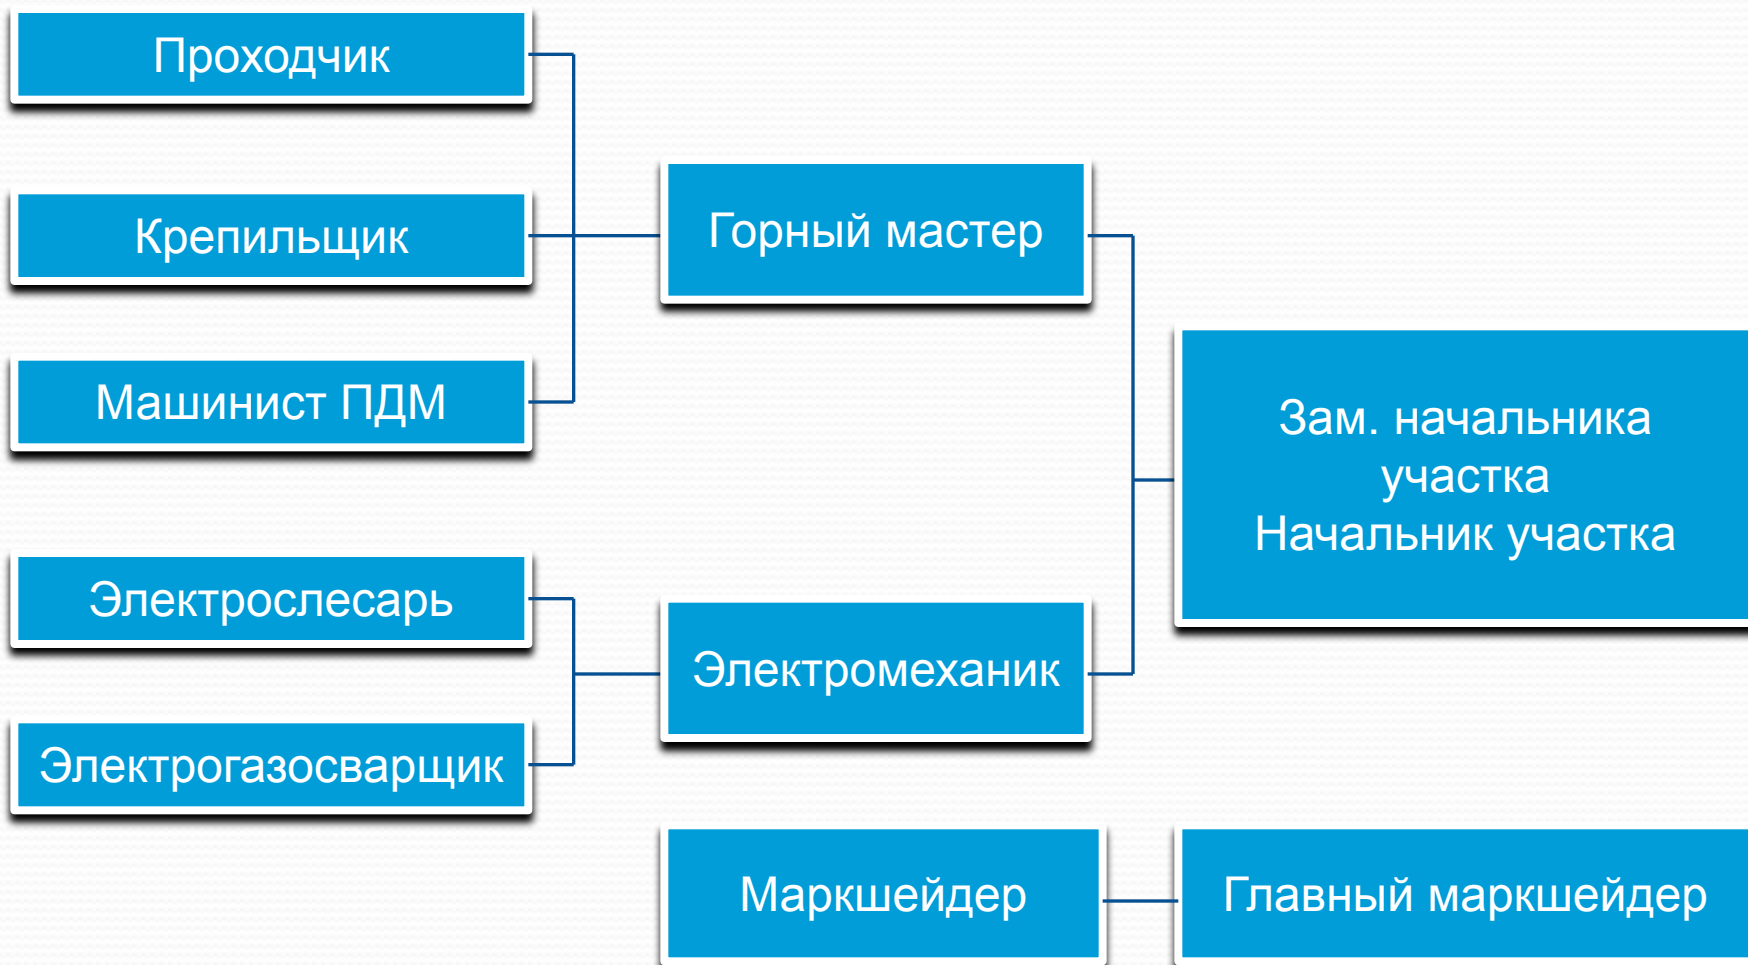 Проходчик
Крепильщик
Машинист ПДМ
Горный мастер
Электрослесарь
Электрогазосварщик
Электромеханик
Зам. начальника
участка
Начальник участка
Маркшейдер
Главный маркшейдер